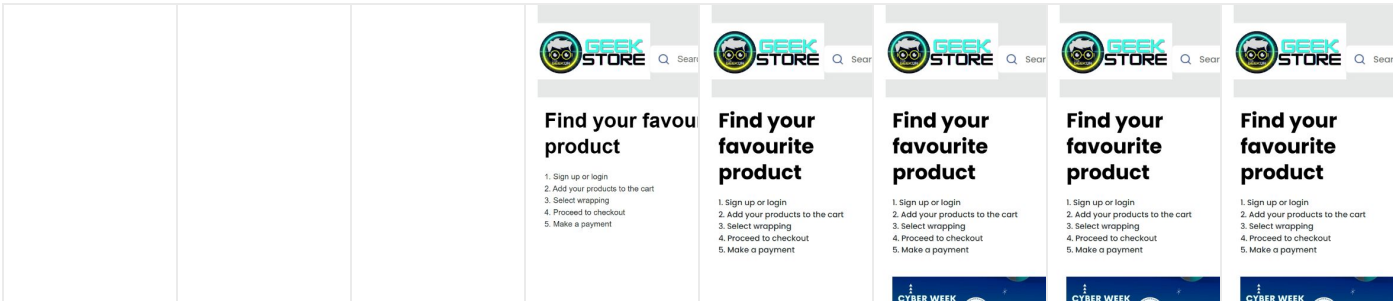 GEEK
STORE
Sear
Find your favou
product
1. Sign up or login
2. Add your products to the cart
3. Select wrapping
4. Proceed to checkout
5. Make a payment
GEEK
STORE
Sear
Find your
favourite
product
1. Sign up or login
2. Add your products to the cart
3. Select wrapping
4. Proceed to checkout
5. Make a payment
GEEK
STORE
Sear
Find your
favourite
product
1. Sign up or login
2. Add your products to the cart
3. Select wrapping
4. Proceed to checkout
5. Make a payment
CYBER WEEK
GEEK
STORE
Sear
Find your
favourite
product
1. Sign up or login
2. Add your products to the cart
3. Select wrapping
4. Proceed to checkout
5. Make a payment
CYBER WEEK
GEEK
STORE
Sear
Find your
favourite
product
1. Sign up or login
2. Add your products to the cart
3. Select wrapping
4. Proceed to checkout
5. Make a payment
CYBER WEEK